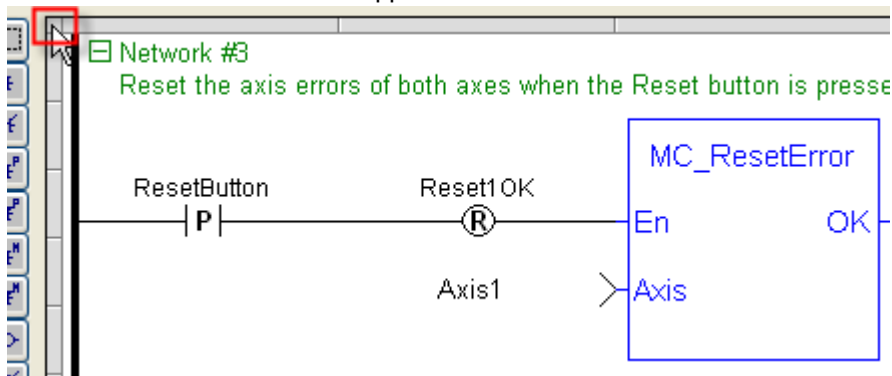 Network #3
Reset the axis errors of both axes when the Reset button is presse
MC_ResetError
ResetButton
Reset1OK
P
R
En
OK
Axis1
Axis